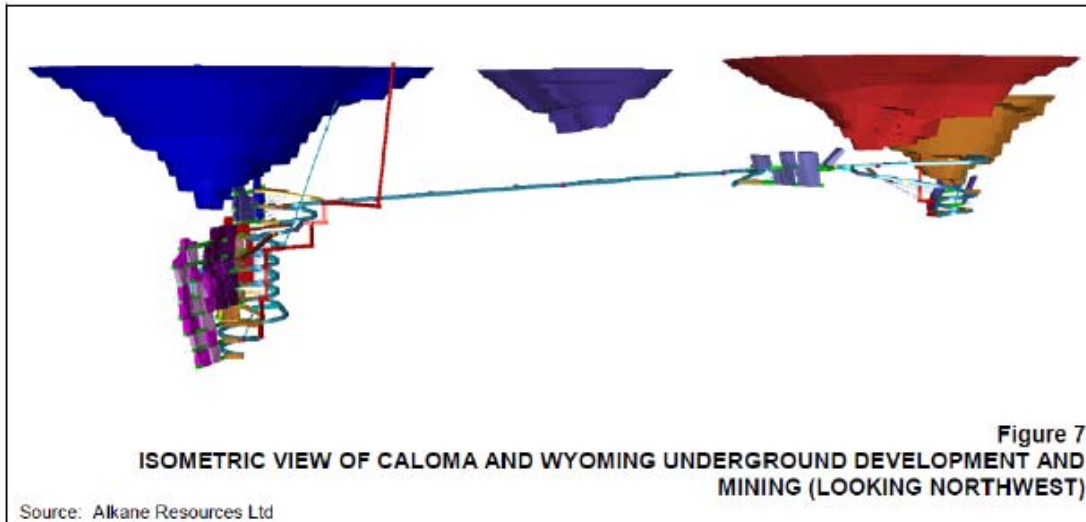 Figure 7
ISOMETRIC VIEW OF CALOMA AND WYOMING UNDERGROUND DEVELOPMENT AND
MINING (LOOKING NORTHWEST)
Source: Alkane Resources Ltd